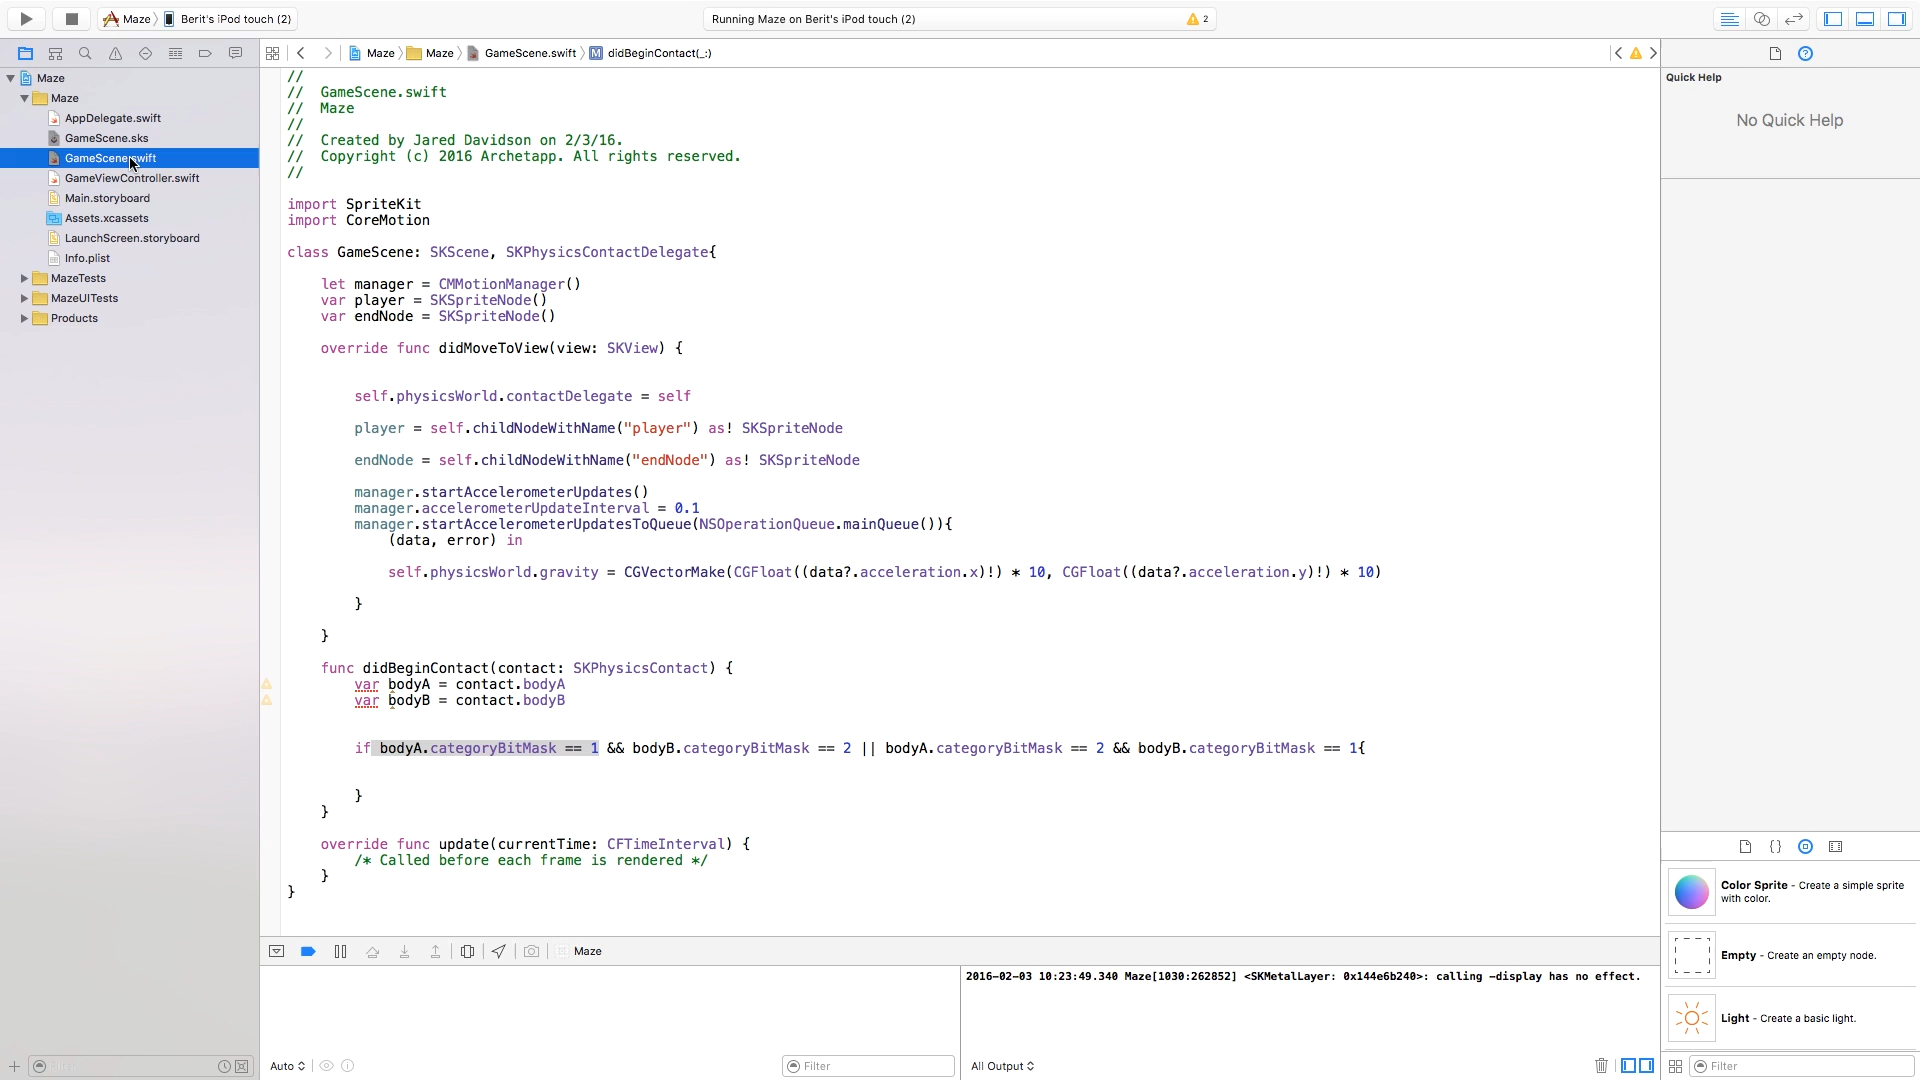 Maze
Berit's iPod touch (2)
Running Maze on Berit's iPod touch (2)
2
Maze
Maze
GameScene.swift
didBeginContact(_:)
Maze
Maze
AppDelegate.swift
GameScene.sks
GameScene.swift
GameViewController.swift
Main.storyboard
Assets.xcassets
LaunchScreen.storyboard
Info.plist
MazeTests
MazeUITests
Products
//
// GameScene.swift
// Maze
//
// Created by Jared Davidson on 2/3/16.
// Copyright (c) 2016 Archetapp. All rights reserved.
//
import SpriteKit
import CoreMotion
class GameScene: SKScene, SKPhysicsContactDelegate{
let manager = CMMotionManager()
var player = SKSpriteNode()
var endNode = SKSpriteNode()
override func didMoveToView(view: SKView) {
self.physicsWorld.contactDelegate = self
player = self.childNodeWithName("player") as! SKSpriteNode
endNode = self.childNodeWithName("endNode") as! SKSpriteNode
manager.startAccelerometerUpdates()
manager.accelerometerUpdateInterval = 0.1
manager.startAccelerometerUpdatesToQueue(NSOperationQueue.mainQueue()){
(data, error) in
self.physicsWorld.gravity = CGVectorMake(CGFloat((data?.acceleration.x)!) * 10, CGFloat((data?.acceleration.y)!) * 10)
}
}
func didBeginContact(contact: SKPhysicsContact) {
var bodyA = contact.bodyA
var bodyB = contact.bodyB
if bodyA.categoryBitMask == 1 && bodyB.categoryBitMask == 2 || bodyA.categoryBitMask == 2 && bodyB.categoryBitMask == 1{
}
}
override func update(currentTime: CFTimeInterval) {
/* Called before each frame is rendered */
}
}
Maze
2016-02-03 10:23:49.340 Maze[1030:262852] <SKMetalLayer: 0x144e6b240>: calling -display has no effect.
Auto
Filter
All Output
Quick Help
No Quick Help
{}
Color Sprite - Create a simple sprite
with color.
Empty - Create an empty node.
Light - Create a basic light.
Filter